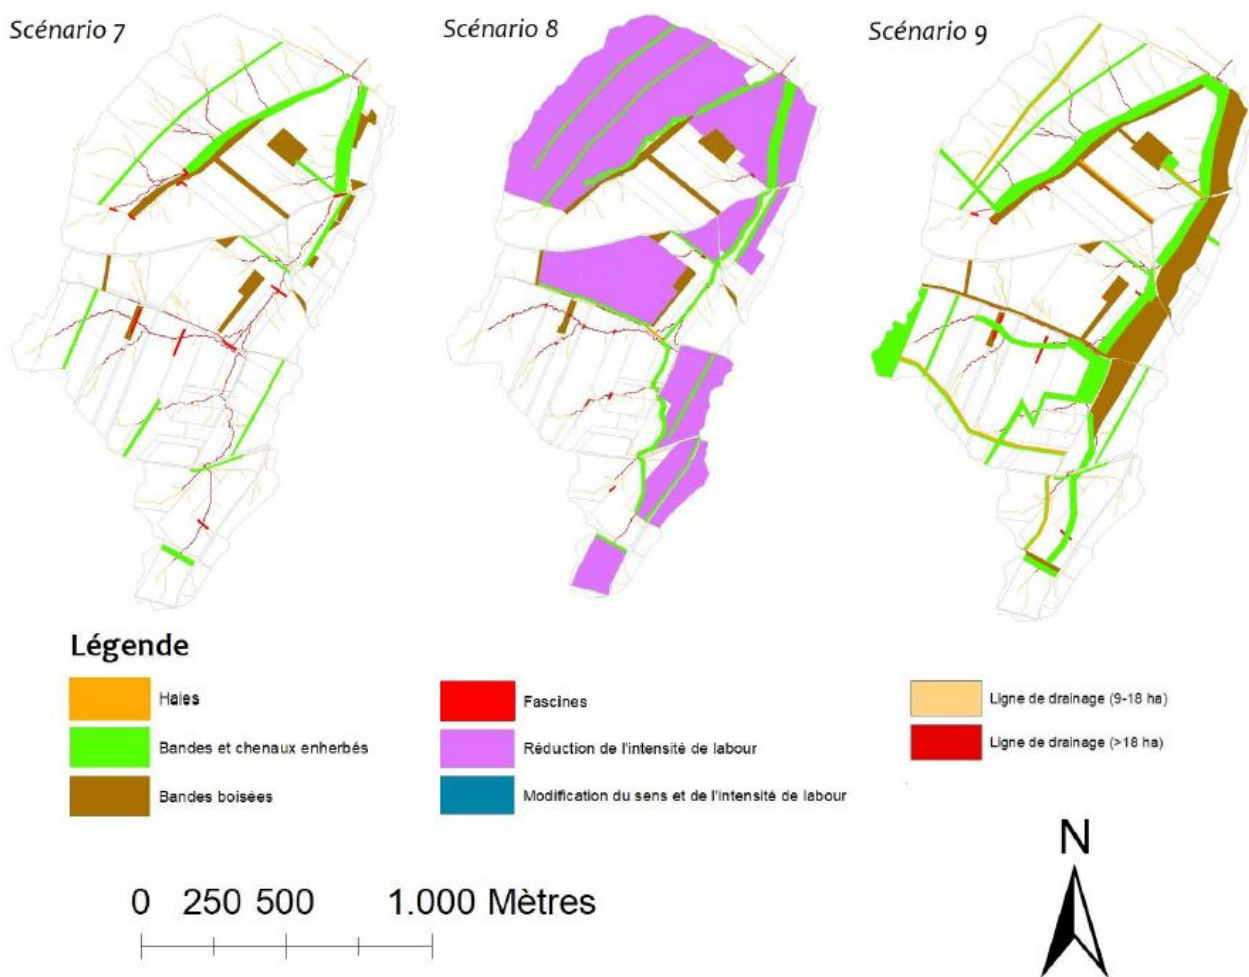 Scénario 7
Scénario 8
Scénario 9
Légende
Haies
Bandes et chenaux enherbés
Bandes boisées
Fascines
Réduction de l'intensité de labour
Modification du sens et de l'intensité de labour
Ligne de drainage (9-18 ha)
Ligne de drainage (>18 ha)
N
0 250 500 1.000 Mètres